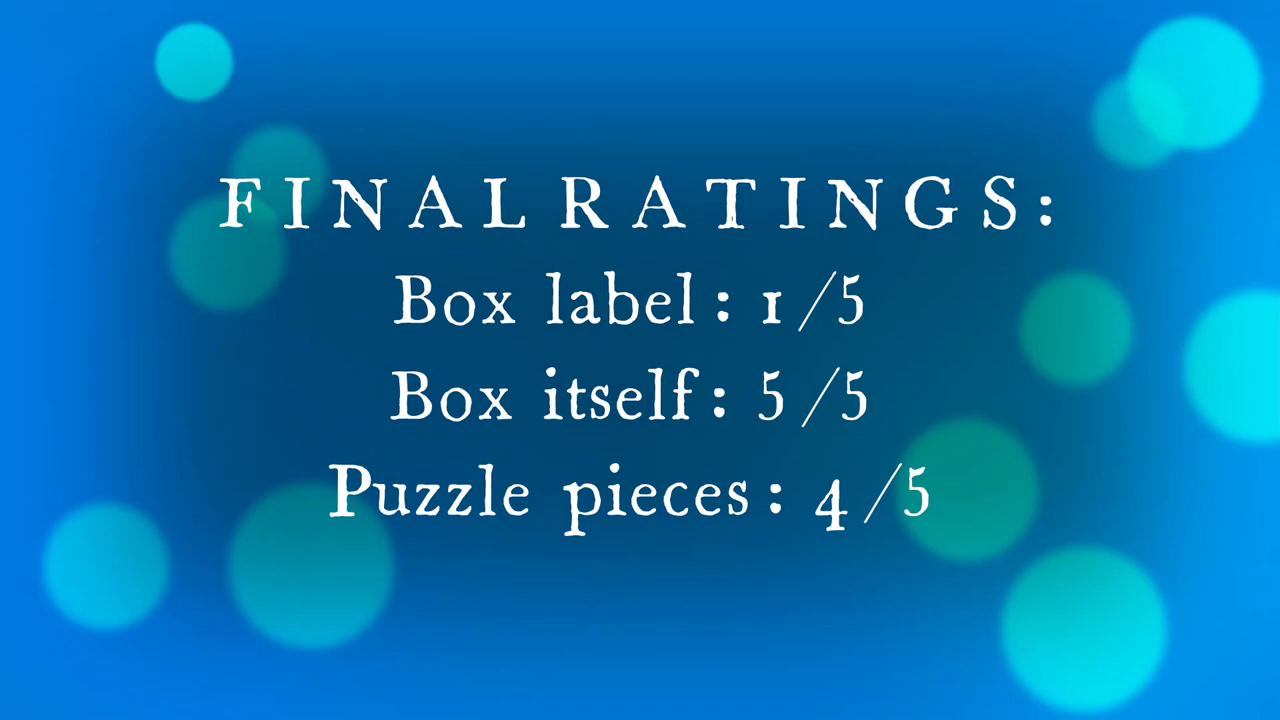 FINAL RATINGS:
Box label: 1/5
Box itself: 5/5
Puzzle pieces: 4/5